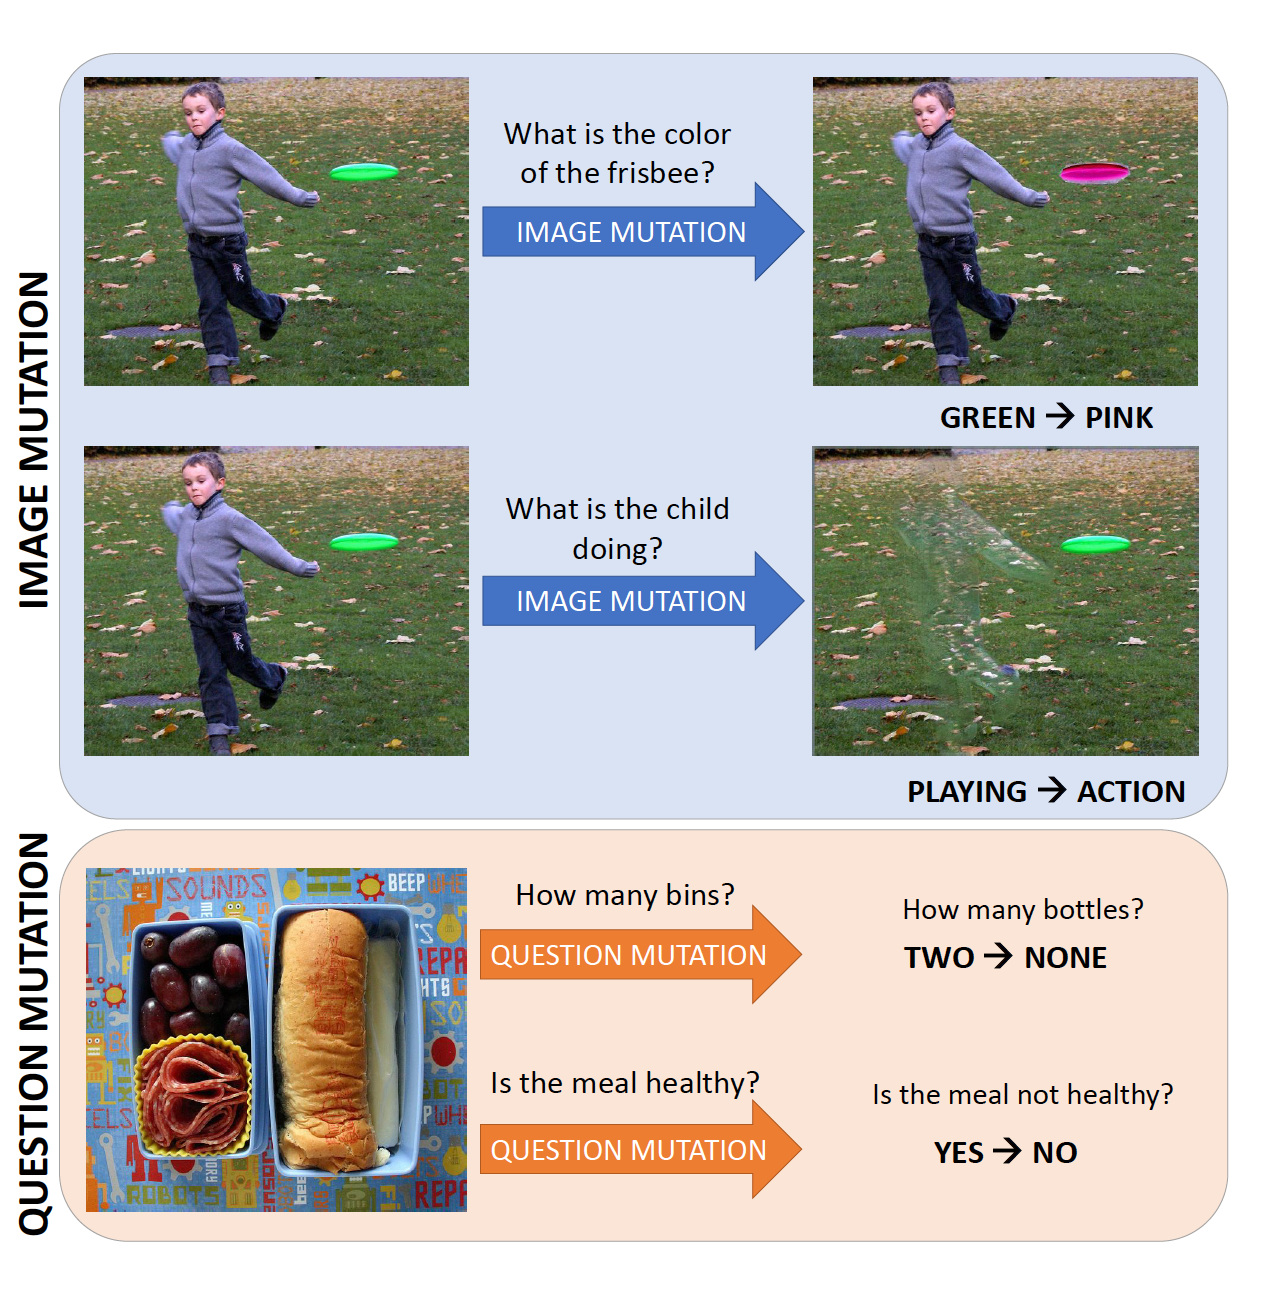 IMAGE MUTATION
What is the color
of the frisbee?
IMAGE MUTATION
GREEN → PINK
What is the child
doing?
IMAGE MUTATION
PLAYING → ACTION
QUESTION MUTATION
BEEP
SOUNDS
ROBOTS
How many bins?
QUESTION MUTATION
How many bottles?
TWO → NONE
Is the meal healthy?
QUESTION MUTATION
Is the meal not healthy?
YES → NO